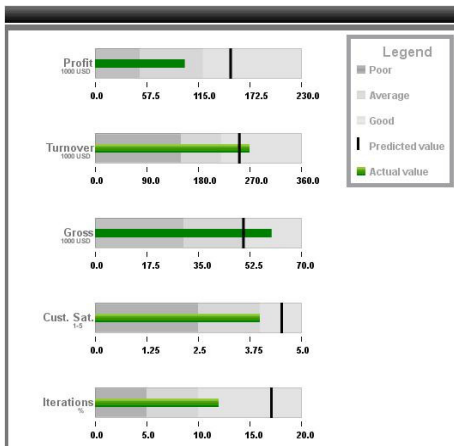 Profit
1000 USD
0.0 57.5 115.0 172.5 230.0
Turnover
1000 USD
0.0 90.0 180.0 270.0 360.0
Gross
1000 USD
0.0 17.5 35.0 52.5 70.0
Cust. Sat.
1-5
0.0 1.25 2.5 3.75 5.0
Iterations
%
0.0 5.0 10.0 15.0 20.0
Legend
Poor
Average
Good
Predicted value
Actual value